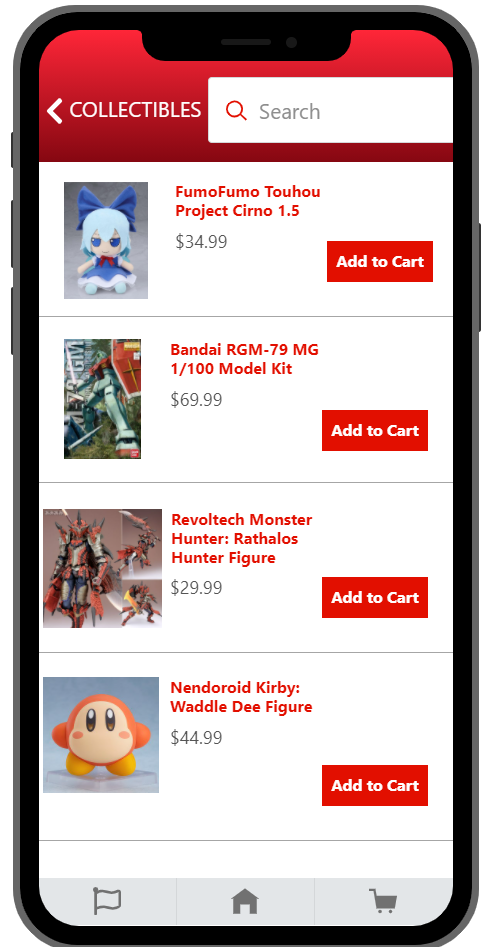 COLLECTIBLES
Search
FumoFumo Touhou
Project Cirno 1.5
$34.99
Add to Cart
Bandai RGM-79 MG
1/100 Model Kit
$69.99
Add to Cart
Revoltech Monster
Hunter: Rathalos
Hunter Figure
$29.99
Add to Cart
Nendoroid Kirby:
Waddle Dee Figure
$44.99
Add to Cart